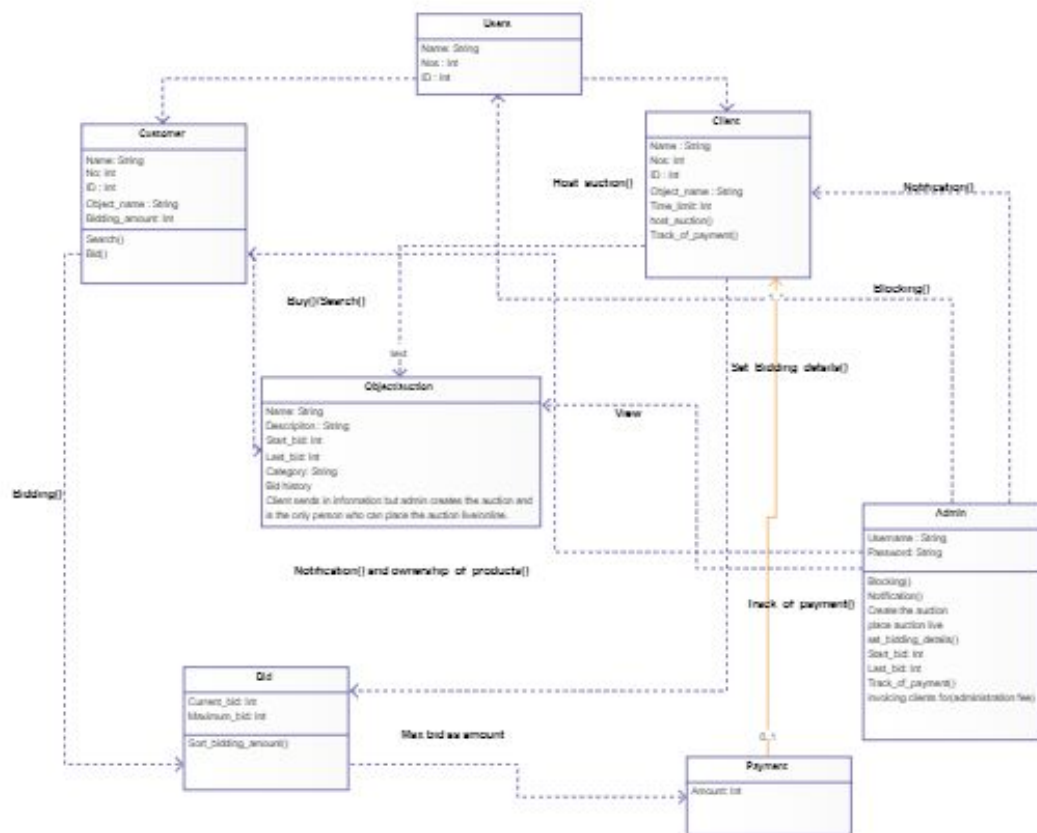 Users
Name: String
Nos : Int
ID : Int
Customer
Name: String
No: Int
ID : Int
Object_name : String
Bidding_amount: Int
Search()
Bid()
Client
Name : String
Nos: Int
ID : Int
Object_name : String
Time_limit: Int
host_auction()
Track_of_payment()
Host auction()
Notification()
Blocking()
Buy()/Search()
text
Set Bidding details()
Object/auction
Name: String
Description : String
Start_bid: Int
Last_bid: Int
Category: String
Bid history
Client sends in information but admin creates the auction and
is the only person who can place the auction live/online.
View
Bidding()
Notification() and ownership of products()
Track of payment()
Admin
Username : String
Password: String
Blocking()
Notification()
Create the auction
place auction live
set_bidding_details()
Start_bid: Int
Last_bid: Int
Track_of_payment()
invoicing clients for(administration fee)
Bid
Current_bid: Int
Maximum_bid: Int
Sort_bidding_amount()
Max bid as amount
0..1
Payment
Amount: Int